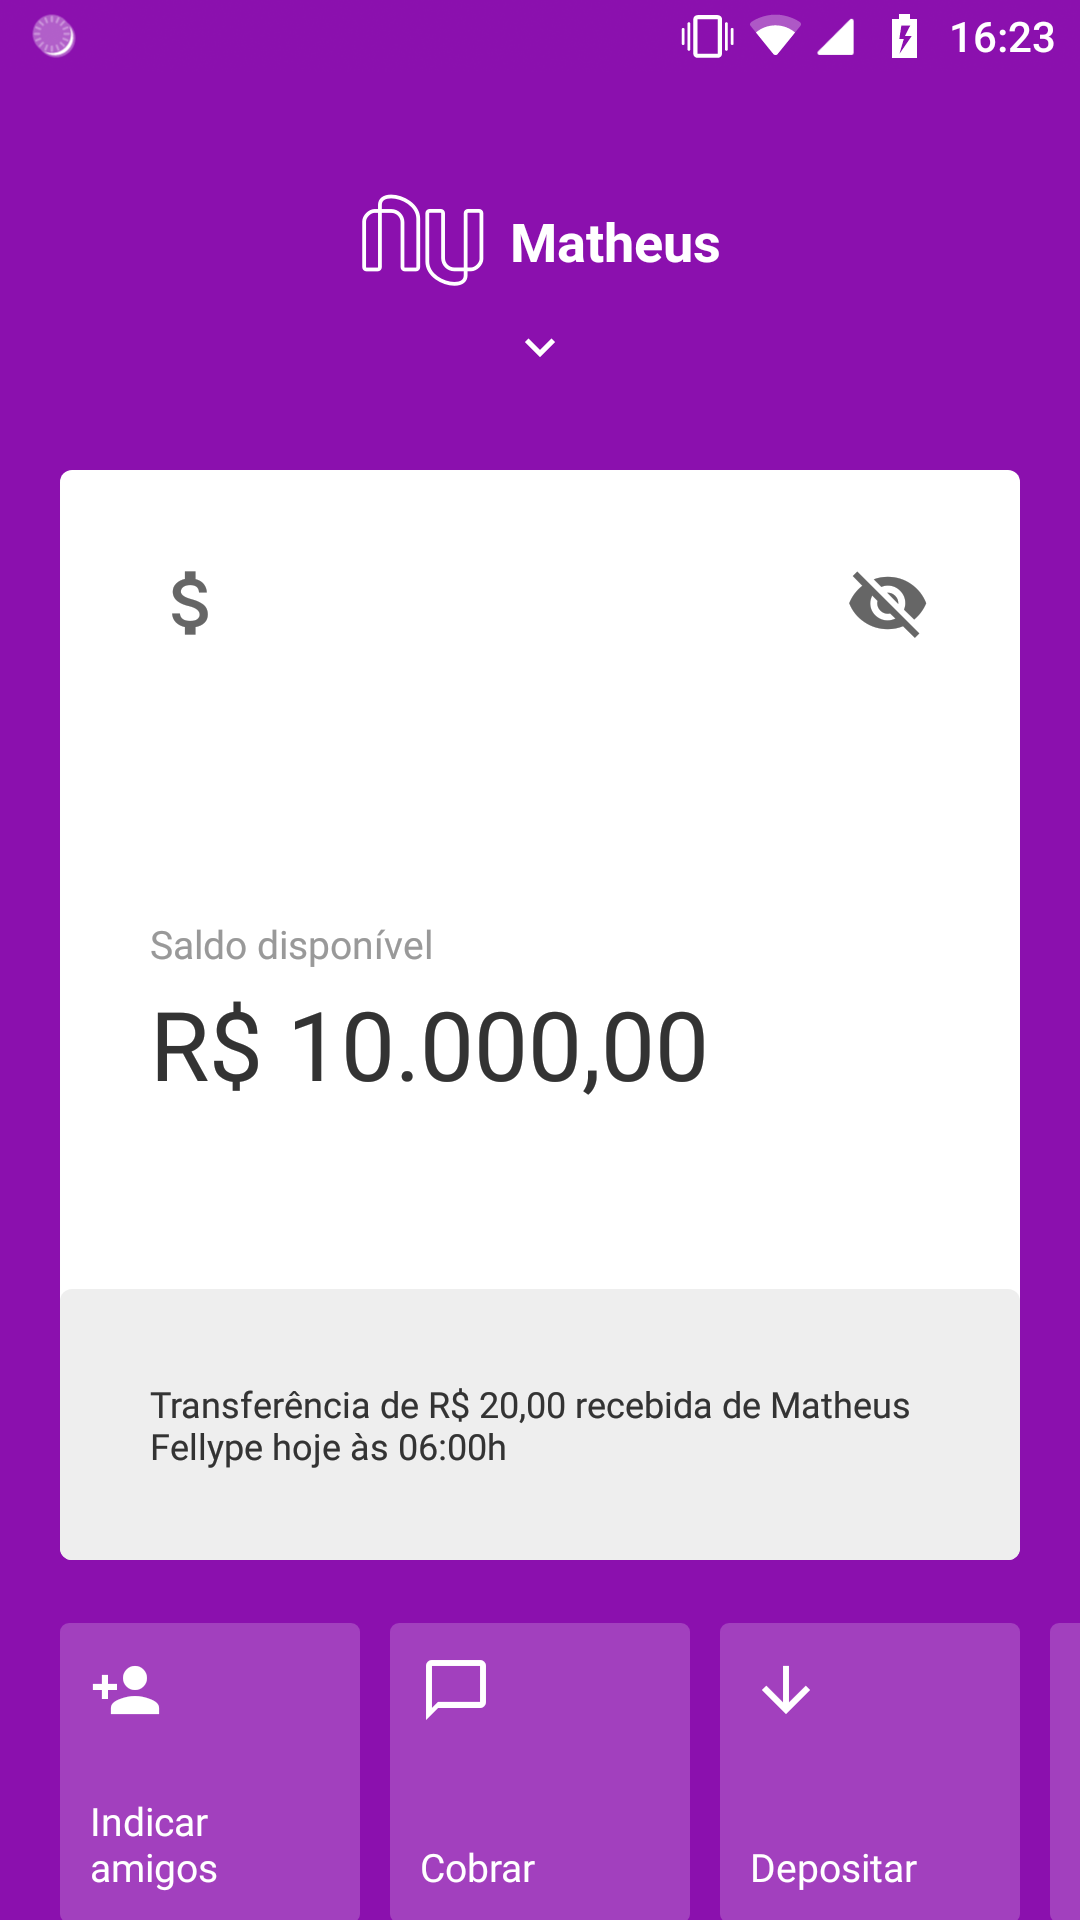 16:23
nu Matheus
$
Saldo disponível
R$ 10.000,00
Transferência de R$ 20,00 recebida de Matheus
Fellype hoje às 06:00h
Indicar
amigos
Cobrar
Depositar